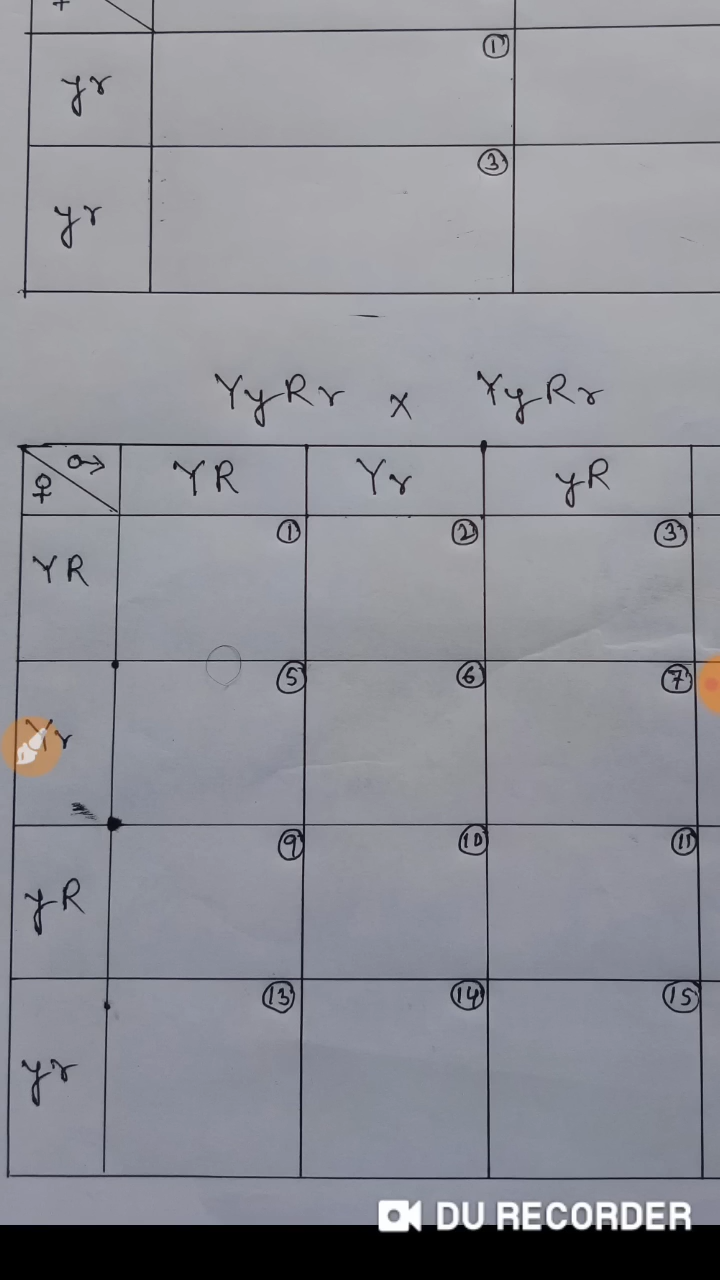 ①
yr
③
yr
YyRr x YyRr
♀ ♂ YR Yr yR
YR ① ② ③
Yr ⑤ ⑥ ⑦
yR ⑨ ⑩ ⑪
yr ⑬ ⑭ ⑮
DU RECORDER